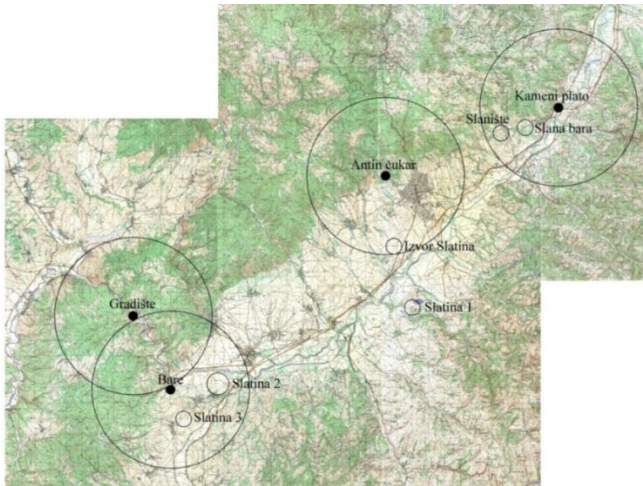 Kameni plato
Slanište
Slana bara
Antin čukar
Izvor Slatina
Gradište
Slatina 1
Bare
Slatina 2
Slatina 3